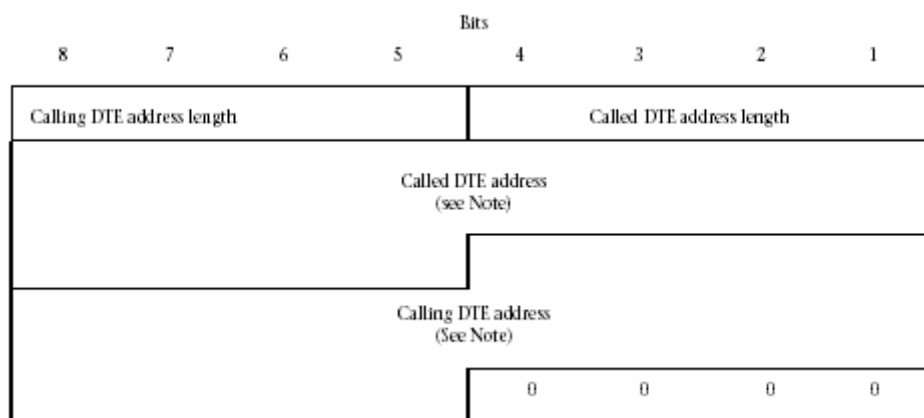 Bits
8 7 6 5 4 3 2 1
Calling DTE address length Called DTE address length
Called DTE address
(see Note)
Calling DTE address
(See Note)
0 0 0 0